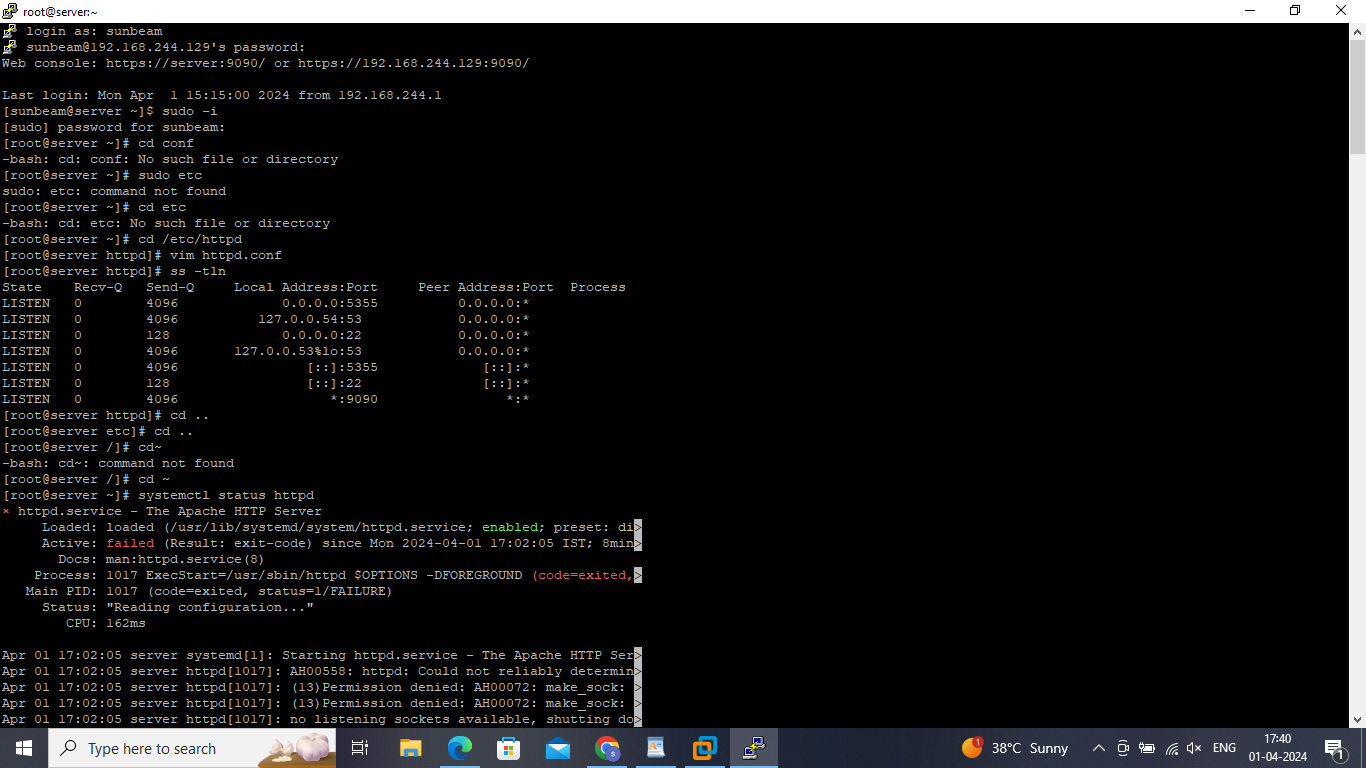 root@server:~
login as: sunbeam
sunbeam@192.168.244.129's password:
Web console: https://server:9090/ or https://192.168.244.129:9090/
Last login: Mon Apr  1 15:15:00 2024 from 192.168.244.1
[sunbeam@server ~]$ sudo -i
[sudo] password for sunbeam:
[root@server ~]# cd conf
-bash: cd: conf: No such file or directory
[root@server ~]# sudo etc
sudo: etc: command not found
[root@server ~]# cd etc
-bash: cd: etc: No such file or directory
[root@server ~]# cd /etc/httpd
[root@server httpd]# vim httpd.conf
[root@server httpd]# ss -tln
State    Recv-Q   Send-Q     Local Address:Port     Peer Address:Port  Process
LISTEN   0        4096             0.0.0.0:5355          0.0.0.0:*
LISTEN   0        4096          127.0.0.54:53            0.0.0.0:*
LISTEN   0        128              0.0.0.0:22            0.0.0.0:*
LISTEN   0        4096       127.0.0.53%lo:53            0.0.0.0:*
LISTEN   0        4096                [::]:5355             [::]:*
LISTEN   0        128                 [::]:22               [::]:*
LISTEN   0        4096                   *:9090                *:*
[root@server httpd]# cd ..
[root@server etc]# cd ..
[root@server /]# cd~
-bash: cd~: command not found
[root@server /]# cd ~
[root@server ~]# systemctl status httpd
× httpd.service - The Apache HTTP Server
     Loaded: loaded (/usr/lib/systemd/system/httpd.service; enabled; preset: di>
     Active: failed (Result: exit-code) since Mon 2024-04-01 17:02:05 IST; 8min>
       Docs: man:httpd.service(8)
    Process: 1017 ExecStart=/usr/sbin/httpd $OPTIONS -DFOREGROUND (code=exited,>
   Main PID: 1017 (code=exited, status=1/FAILURE)
     Status: "Reading configuration..."
        CPU: 162ms
Apr 01 17:02:05 server systemd[1]: Starting httpd.service - The Apache HTTP Ser>
Apr 01 17:02:05 server httpd[1017]: AH00558: httpd: Could not reliably determin>
Apr 01 17:02:05 server httpd[1017]: (13)Permission denied: AH00072: make_sock: >
Apr 01 17:02:05 server httpd[1017]: (13)Permission denied: AH00072: make_sock: >
Apr 01 17:02:05 server httpd[1017]: no listening sockets available, shutting do>
Type here to search
1
38°C Sunny
ENG
17:40
01-04-2024
1